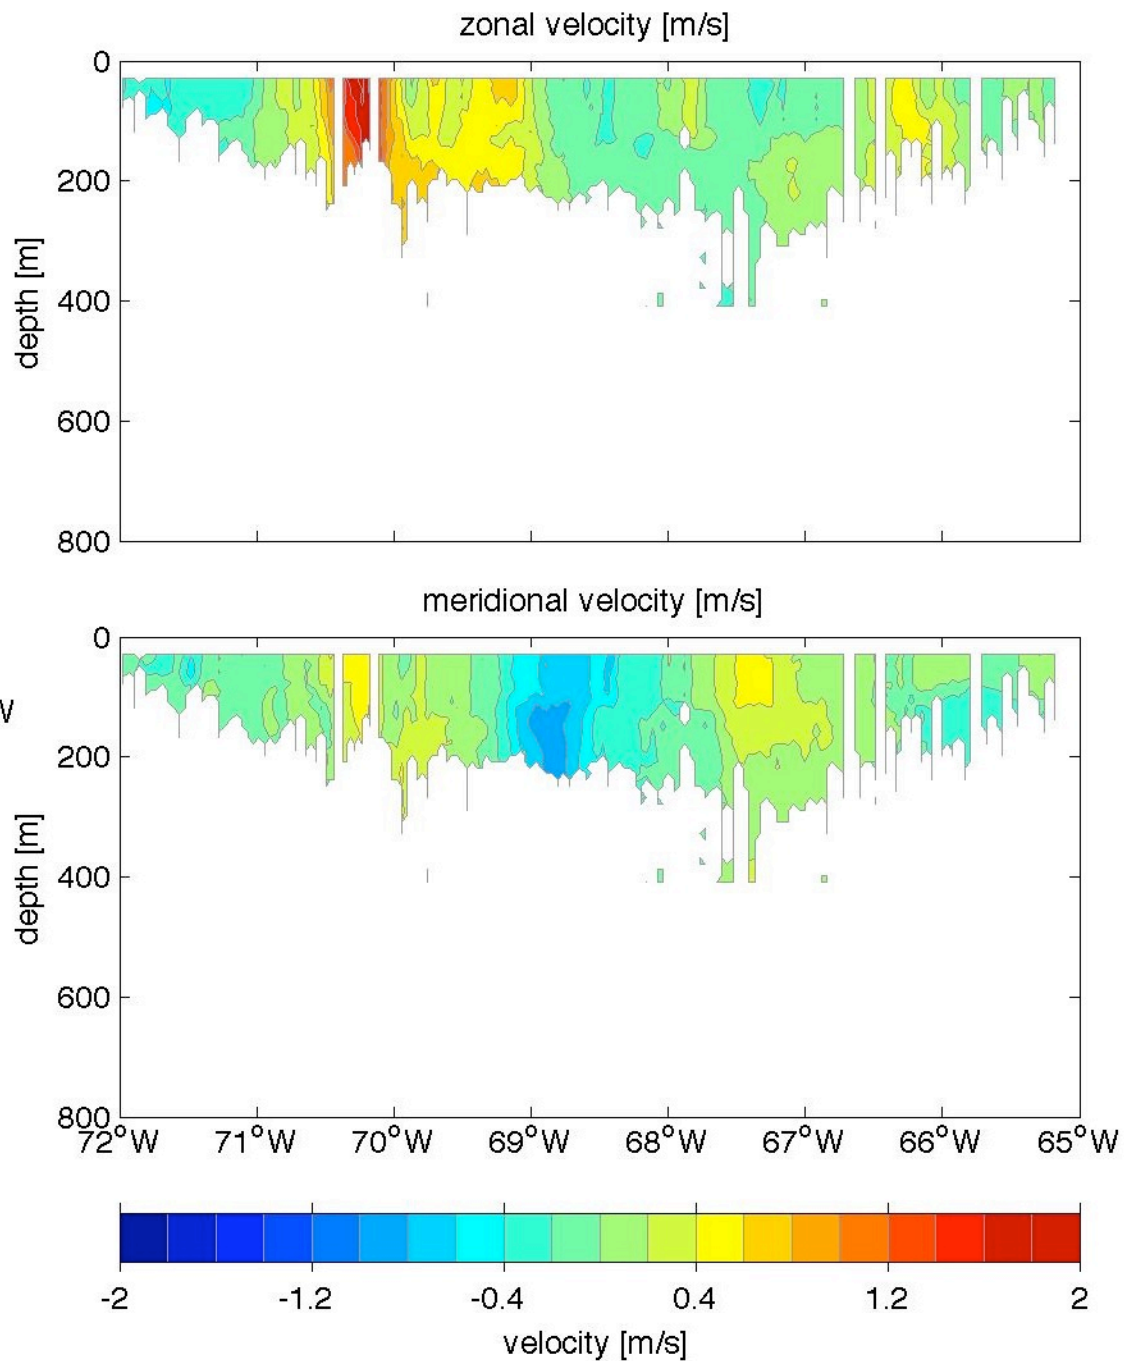 zonal velocity [m/s]
0
200
400
600
800
depth [m]
meridional velocity [m/s]
W
0
200
400
600
800
depth [m]
72°W 71°W 70°W 69°W 68°W 67°W 66°W 65°W
-2 -1.2 -0.4 0.4 1.2 2
velocity [m/s]